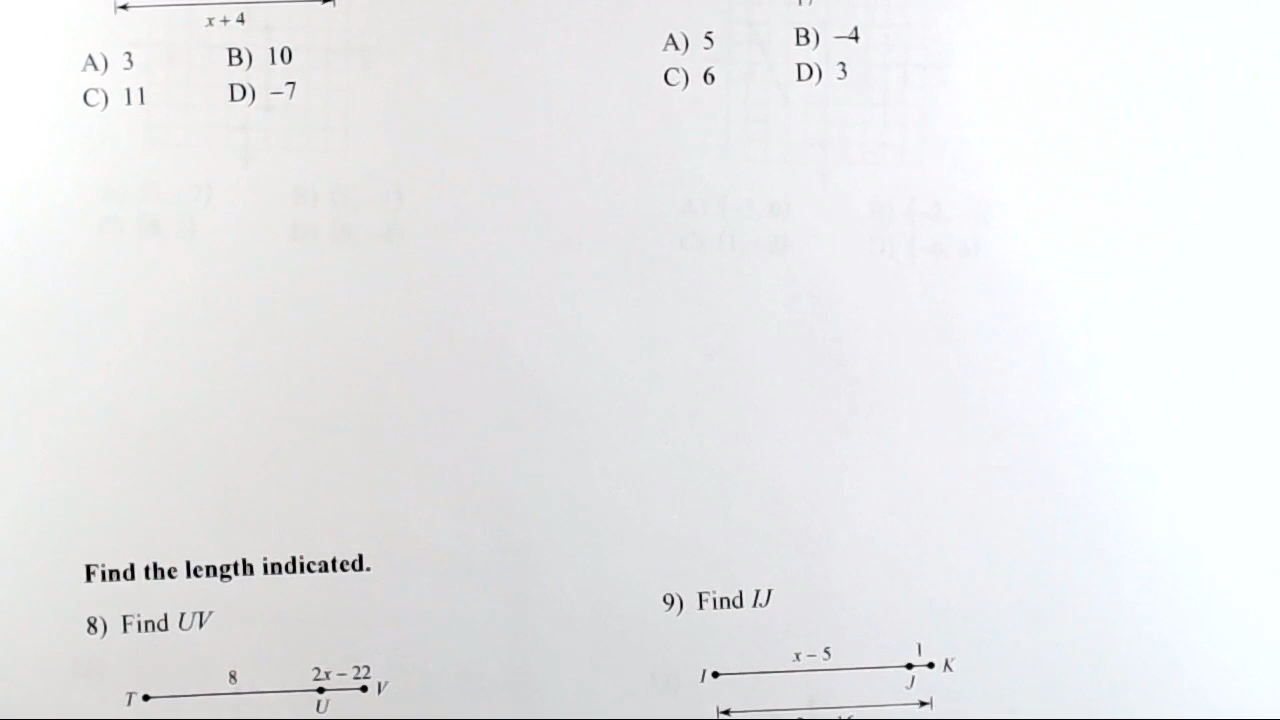 x + 4
A) 3 B) 10
C) 11 D) −7
A) 5 B) −4
C) 6 D) 3
Find the length indicated.
8) Find UV
8 2x − 22
T U V
9) Find IJ
x − 5 1
I J K